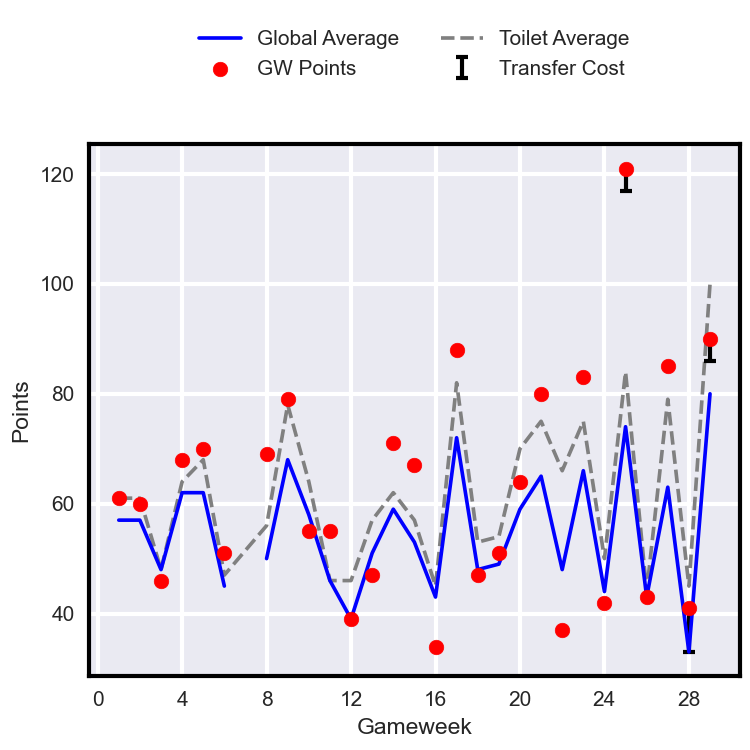 Global Average
Toilet Average
GW Points
Transfer Cost
120
100
80
60
40
Points
0 4 8 12 16 20 24 28
Gameweek